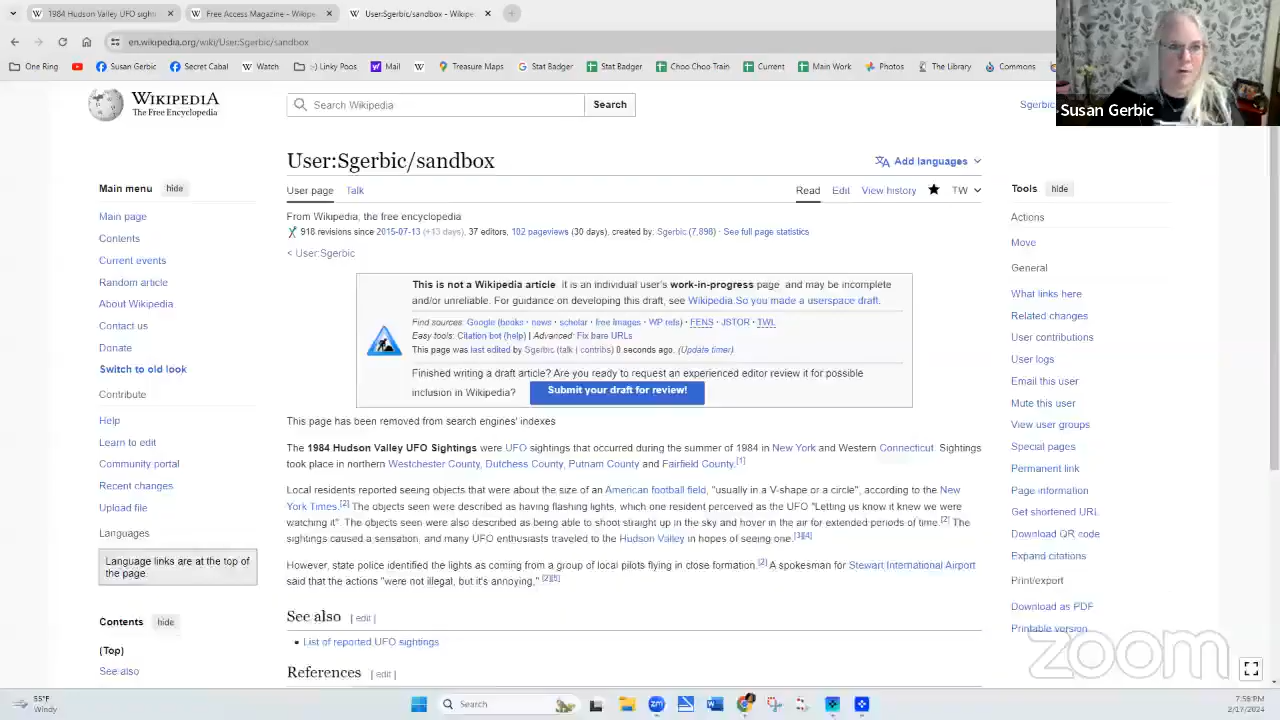 1984 Hudson Valley UFO sight
Free Access Magazine - Wikipe
User:Sgerbic/sandbox - Wikipe
en.wikipedia.org/wiki/User:Sgerbic/sandbox
One Ring
Susan Gerbic
Secret Cabal
Watch
:-) Linky Poo
Mail
Treasure Maps
Stat Badger
Stat Badger
Choo Choo Train
Current
Main Work
Photos
The Library
Commons
Susan Gerbic
WIKIPEDIA
The Free Encyclopedia
Search Wikipedia
Search
Sgerbic
User:Sgerbic/sandbox
Add languages
User page
Talk
Read
Edit
View history
TW
From Wikipedia, the free encyclopedia
918 revisions since 2015-07-13 (+13 days), 37 editors, 102 pageviews (30 days), created by: Sgerbic (7,898) · See full page statistics
< User:Sgerbic
This is not a Wikipedia article: it is an individual user's work-in-progress page, and may be incomplete
and/or unreliable. For guidance on developing this draft, see Wikipedia:So you made a userspace draft.
Find sources: Google (books · news · scholar · free images · WP refs) · FENS · JSTOR · TWL
Easy tools: Citation bot (help) | Advanced: Fix bare URLs
This page was last edited by Sgerbic (talk | contribs) 8 seconds ago. (Update timer)
Finished writing a draft article? Are you ready to request an experienced editor review it for possible
inclusion in Wikipedia?
Submit your draft for review!
This page has been removed from search engines' indexes
The 1984 Hudson Valley UFO Sightings were UFO sightings that occurred during the summer of 1984 in New York and Western Connecticut. Sightings
took place in northern Westchester County, Dutchess County, Putnam County and Fairfield County.[1]
Local residents reported seeing objects that were about the size of an American football field, "usually in a V-shape or a circle", according to the New
York Times.[2] The objects seen were described as having flashing lights, which one resident perceived as the UFO "Letting us know it knew we were
watching it". The objects seen were also described as being able to shoot straight up in the sky and hover in the air for extended periods of time.[2] The
sightings caused a sensation, and many UFO enthusiasts traveled to the Hudson Valley in hopes of seeing one.[3][4]
However, some have identified the lights as coming from a group of local pilots flying in close formation.[2] A spokesman for Stewart International Airport
said that the actions "were not illegal, but it's annoying."[2][5]
See also [ edit ]
List of reported UFO sightings
References [ edit ]
Main menu hide
Main page
Contents
Current events
Random article
About Wikipedia
Contact us
Donate
Switch to old look
Contribute
Help
Learn to edit
Community portal
Recent changes
Upload file
Languages
Language links are at the top of
the page.
Contents hide
(Top)
See also
Tools hide
Actions
Move
General
What links here
Related changes
User contributions
User logs
Email this user
Mute this user
View user groups
Special pages
Permanent link
Page information
Get shortened URL
Download QR code
Expand citations
Print/export
Download as PDF
Printable version
zoom
55°F
Windy
Search
7:58 PM
2/17/2024